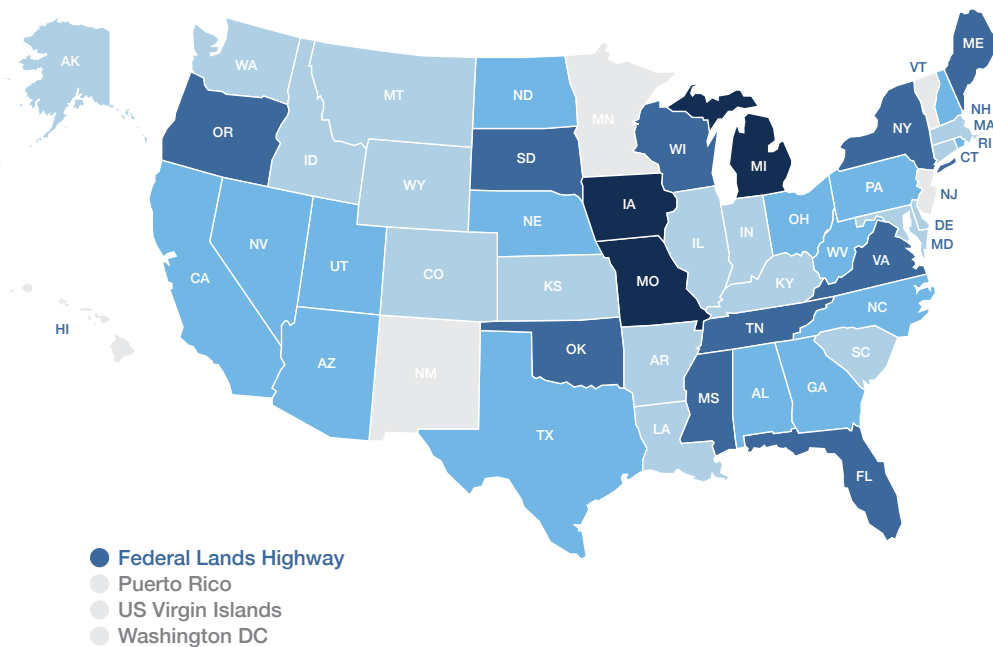 AK
WA
MT
ND
MN
ME
VT
NH
MA
RI
CT
NY
OR
ID
SD
WI
MI
WY
IA
PA
NJ
NE
OH
DE
MD
NV
UT
CO
IL
IN
WV
VA
CA
KS
MO
KY
NC
HI
AZ
NM
OK
AR
TN
SC
TX
LA
MS
AL
GA
FL
Federal Lands Highway
Puerto Rico
US Virgin Islands
Washington DC